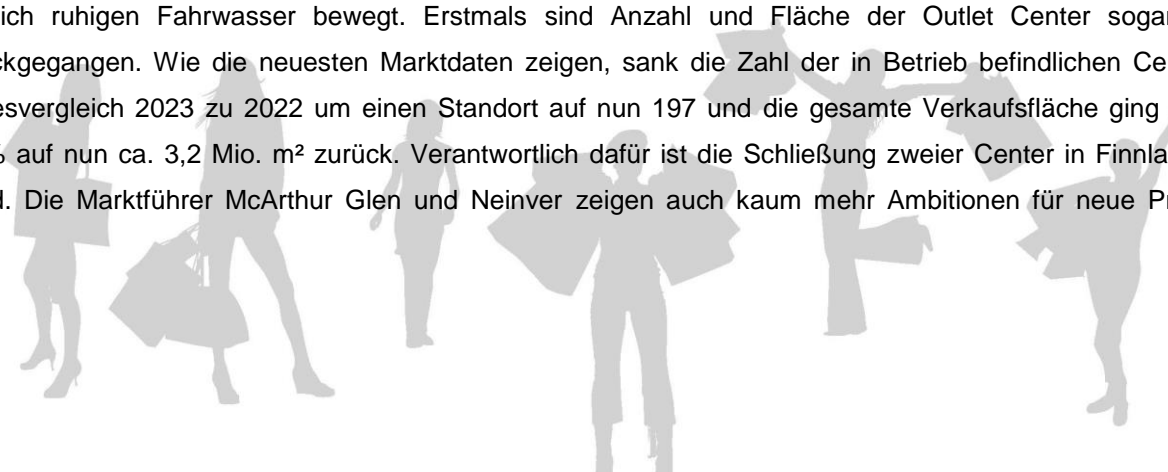 ich ruhigen Fahrwasser bewegt. Erstmals sind Anzahl und Fläche der Outlet Center sogar
ckgegangen. Wie die neuesten Marktdaten zeigen, sank die Zahl der in Betrieb befindlichen Ce
esvergleich 2023 zu 2022 um einen Standort auf nun 197 und die gesamte Verkaufsfläche ging
% auf nun ca. 3,2 Mio. m² zurück. Verantwortlich dafür ist die Schließung zweier Center in Finnla
d. Die Marktführer McArthur Glen und Neinver zeigen auch kaum mehr Ambitionen für neue Pr